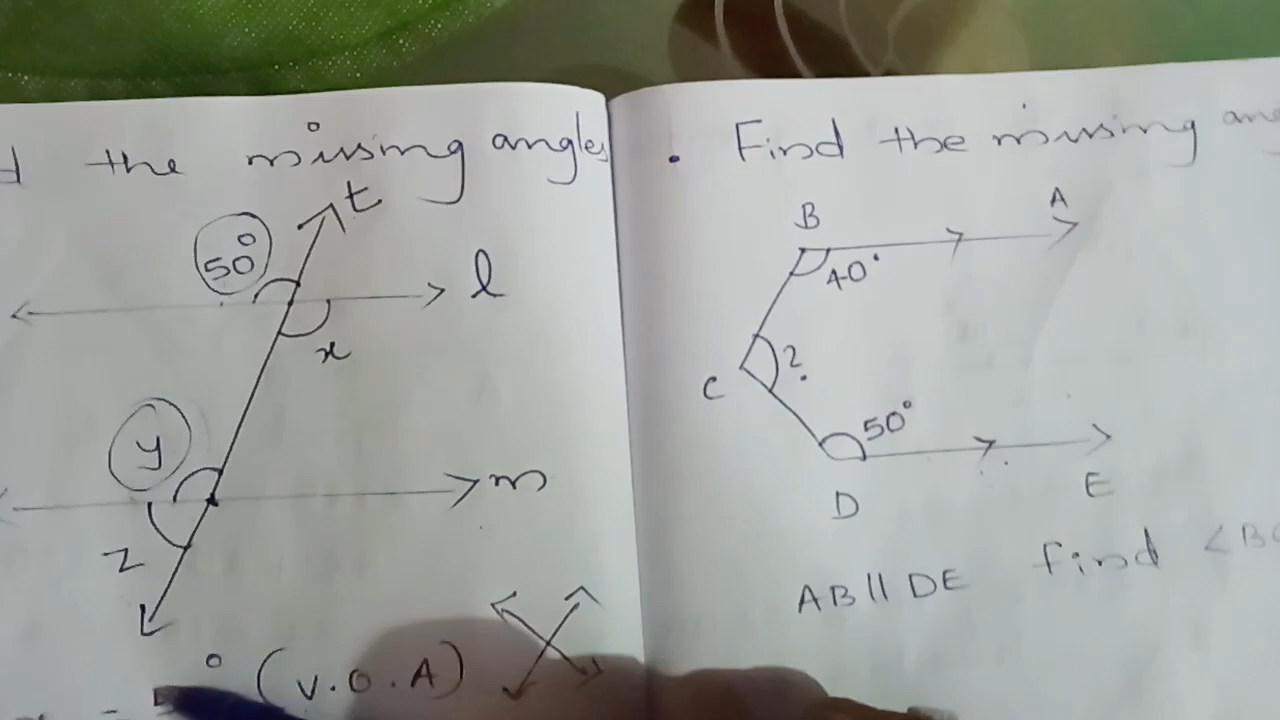 the missing angles
t
50°
l
x
y
m
z
° (V.O.A)
. Find the missing
B
A
40°
C
?
50°
D
E
AB||DE find